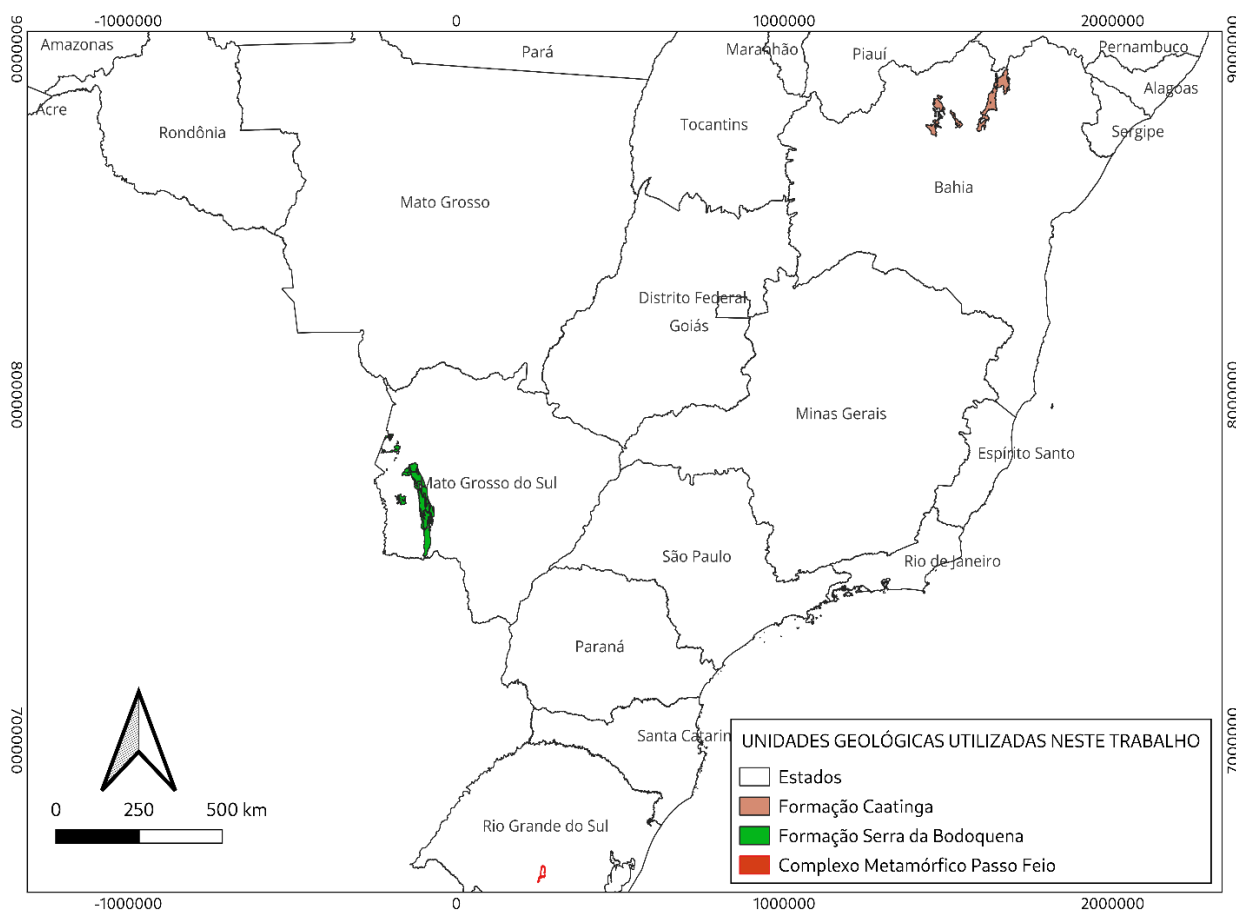 -1000000 0 1000000 2000000
9000000 9000000
Amazonas Pará Maranhão Piauí Pernambuco
Acre Alagoas
Rondônia Tocantins Sergipe
Mato Grosso Bahia
Distrito Federal
Goiás
8000000 8000000
Minas Gerais
Espírito Santo
Mato Grosso do Sul
São Paulo Rio de Janeiro
Paraná
7000000 7000000
Santa Catarin
Rio Grande do Sul
0 250 500 km
UNIDADES GEOLÓGICAS UTILIZADAS NESTE TRABALHO
Estados
Formação Caatinga
Formação Serra da Bodoquena
Complexo Metamórfico Passo Feio
-1000000 0 1000000 2000000